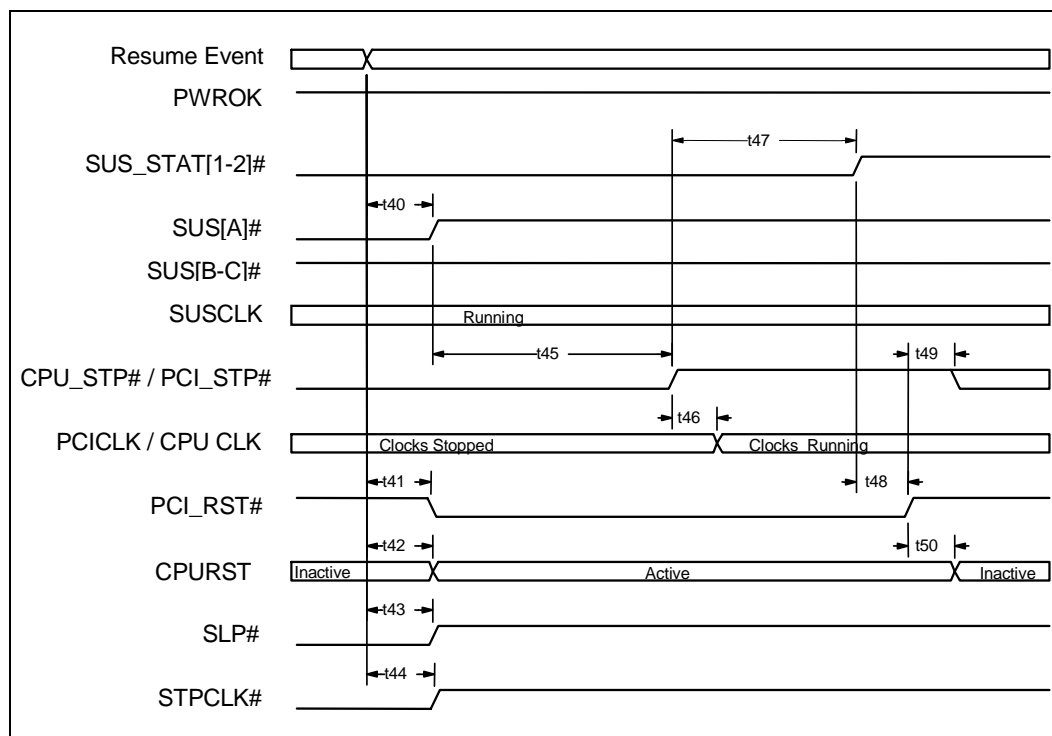 Resume Event
PWROK
t47
SUS_STAT[1-2]#
t40
SUS[A]#
SUS[B-C]#
SUSCLK
Running
t45
t49
CPU_STP# / PCI_STP#
t46
PCICLK / CPU CLK
Clocks Stopped
Clocks Running
t41
t48
PCI_RST#
t42
t50
CPURST
Inactive
Active
Inactive
t43
SLP#
t44
STPCLK#